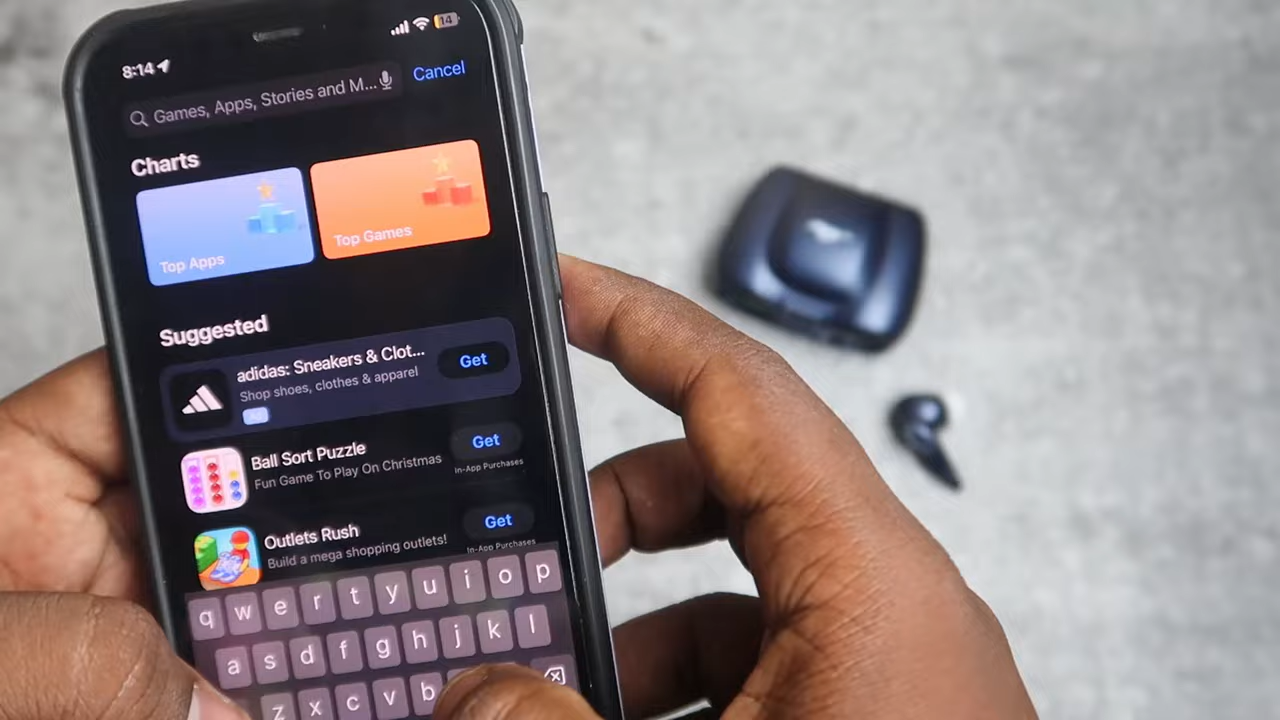 8:14
14
Games, Apps, Stories and M...
Cancel
Charts
Top Apps
Top Games
Suggested
adidas: Sneakers & Clot...
Shop shoes, clothes & apparel
Ad
Get
Ball Sort Puzzle
Fun Game To Play On Christmas
Get
In-App Purchases
Outlets Rush
Build a mega shopping outlets!
Get
In-App Purchases
q w e r t y u i o p
a s d f g h j k l
z x c v b